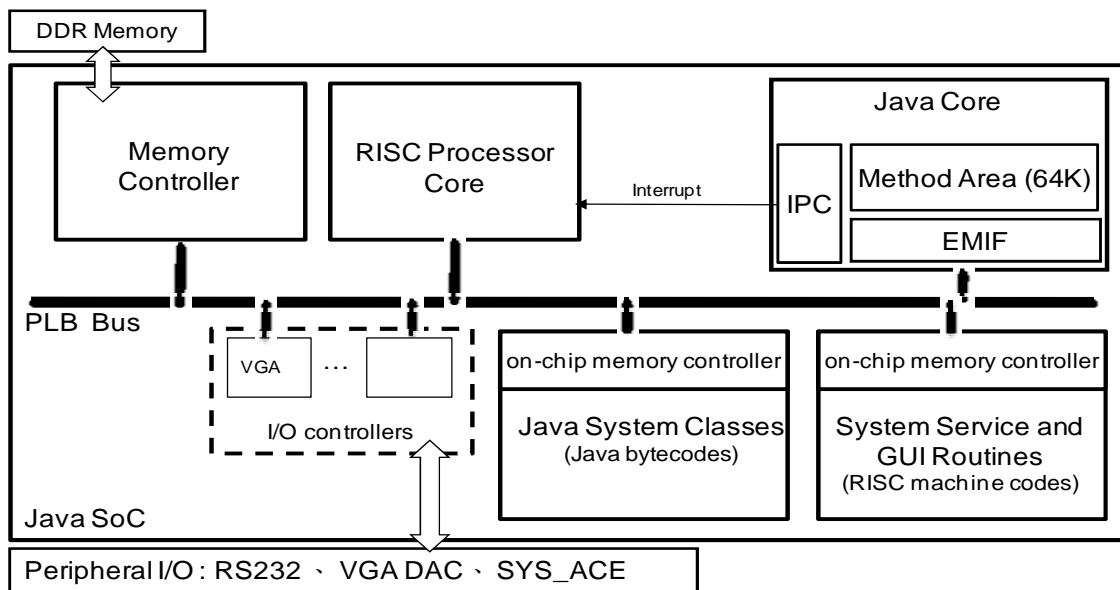 DDR Memory
Memory
Controller
RISC Processor
Core
Interrupt
Java Core
IPC
Method Area (64K)
EMIF
PLB Bus
VGA
...
I/O controllers
on-chip memory controller
Java System Classes
(Java bytecodes)
on-chip memory controller
System Service and
GUI Routines
(RISC machine codes)
Java SoC
Peripheral I/O : RS232 、 VGA DAC 、 SYS_ACE